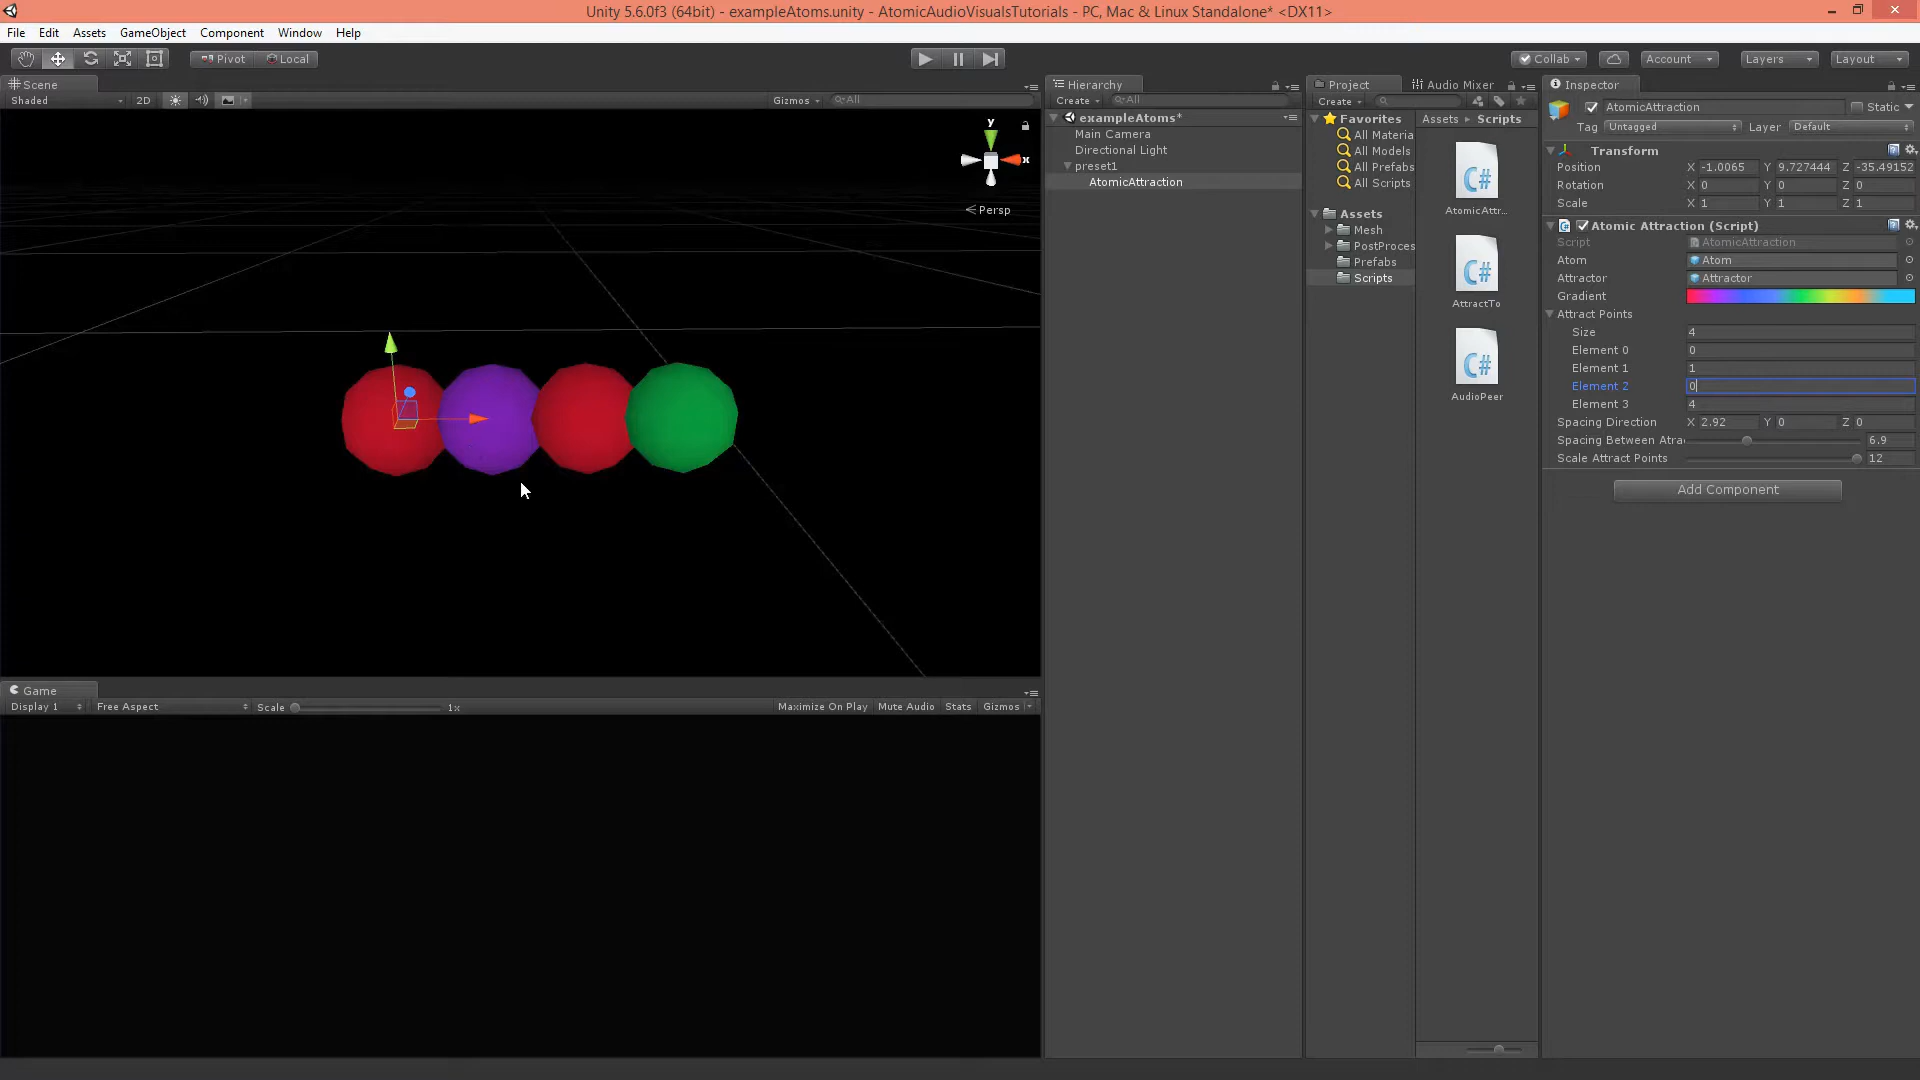 Unity 5.6.0f3 (64bit) - exampleAtoms.unity - AtomicAudioVisualsTutorials - PC, Mac & Linux Standalone* <DX11>
File Edit Assets GameObject Component Window Help
Pivot Local Collab Account Layers Layout
Scene
Shaded 2D Gizmos All
y
x
Persp
Game
Display 1 Free Aspect Scale 1x Maximize On Play Mute Audio Stats Gizmos
Hierarchy
Create All
exampleAtoms*
Main Camera
Directional Light
preset1
AtomicAttraction
Project Audio Mixer
Create
Favorites
All Materia
All Models
All Prefabs
All Scripts
Assets
Mesh
PostProces
Prefabs
Scripts
Assets Scripts
C#
AtomicAttr...
C#
AttractTo
C#
AudioPeer
Inspector
AtomicAttraction Static
Tag Untagged Layer Default
Transform
Position X -1.0065 Y 9.727444 Z -35.49152
Rotation X 0 Y 0 Z 0
Scale X 1 Y 1 Z 1
Atomic Attraction (Script)
Script AtomicAttraction
Atom Atom
Attractor Attractor
Gradient
Attract Points
Size 4
Element 0 0
Element 1 1
Element 2 0
Element 3 4
Spacing Direction X 2.92 Y 0 Z 0
Spacing Between Atra 6.9
Scale Attract Points 12
Add Component